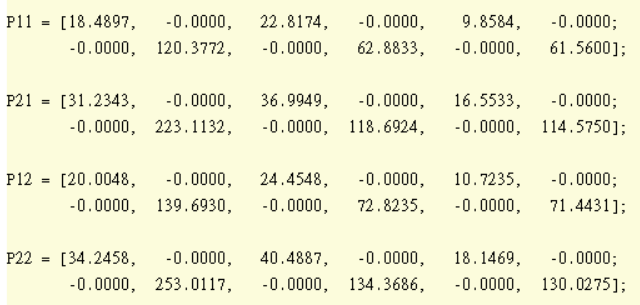 P11 = [18.4897, -0.0000, 22.8174, -0.0000, 9.8584, -0.0000;
-0.0000, 120.3772, -0.0000, 62.8833, -0.0000, 61.5600];
P21 = [31.2343, -0.0000, 36.9949, -0.0000, 16.5533, -0.0000;
-0.0000, 223.1132, -0.0000, 118.6924, -0.0000, 114.5750];
P12 = [20.0048, -0.0000, 24.4548, -0.0000, 10.7235, -0.0000;
-0.0000, 139.6930, -0.0000, 72.8235, -0.0000, 71.4431];
P22 = [34.2458, -0.0000, 40.4887, -0.0000, 18.1469, -0.0000;
-0.0000, 253.0117, -0.0000, 134.3686, -0.0000, 130.0275];